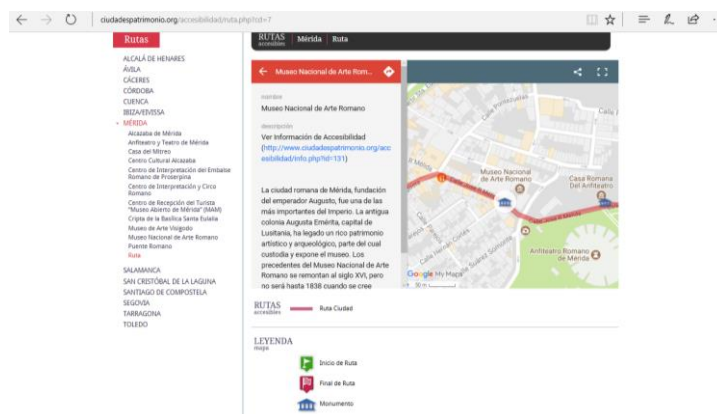 ciudadespatrimonio.org/accesibilidad/ruta.php?cd=7
Rutas
ALCALÁ DE HENARES
ÁVILA
CÁCERES
CÓRDOBA
CUENCA
IBIZA/EIVISSA
MÉRIDA
Alcazaba de Mérida
Anfiteatro y Teatro de Mérida
Casa del Mitreo
Centro Cultural Alcazaba
Centro de Interpretación del Embalse
Romano de Proserpina
Centro de Interpretación y Circo
Romano
Centro de Recepción del Turista
"Museo Abierto de Mérida" (MAM)
Cripta de la Basílica Santa Eulalia
Museo de Arte Visigodo
Museo Nacional de Arte Romano
Puente Romano
Ruta
SALAMANCA
SAN CRISTÓBAL DE LA LAGUNA
SANTIAGO DE COMPOSTELA
SEGOVIA
TARRAGONA
TOLEDO
RUTAS
accesibles
Mérida
Ruta
Museo Nacional de Arte Rom...
nombre
Museo Nacional de Arte Romano
descripción
Ver Información de Accesibilidad
(http://www.ciudadespatrimonio.org/acc
esibilidad/info.php?id=131)
La ciudad romana de Mérida, fundación
del emperador Augusto, fue una de las
más importantes del Imperio. La antigua
colonia Augusta Emérita, capital de
Lusitania, ha legado un rico patrimonio
artístico y arqueológico, parte del cual
custodia y expone el museo. Los
precedentes del Museo Nacional de Arte
Romano se remontan al siglo XVI, pero
no será hasta 1838 cuando se cree
Calle Pontezuelas
Museo Nacional
de Arte Romano
Casa Romana
Del Anfiteatro
Anfiteatro Romano
de Mérida
Calle Hernán Cortés
Suárez Somonte
Google My Maps
50 m
RUTAS
accesibles
Ruta Ciudad
LEYENDA
mapa
Inicio de Ruta
Final de Ruta
Monumento